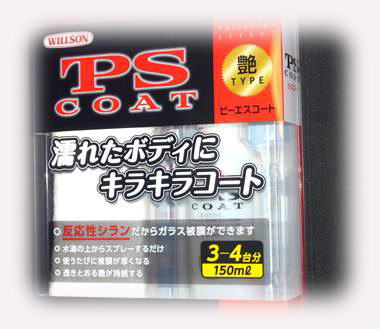 WILLSON
PS
COAT
艶
TYPE
ピーエスコート
濡れたボディに
キラキラコート
反応性シランだからガラス被膜ができます
水滴の上からスプレーするだけ
使うたびに被膜が厚くなる
透きとおる艶が持続する
3-4台分
150mℓ
S
COAT